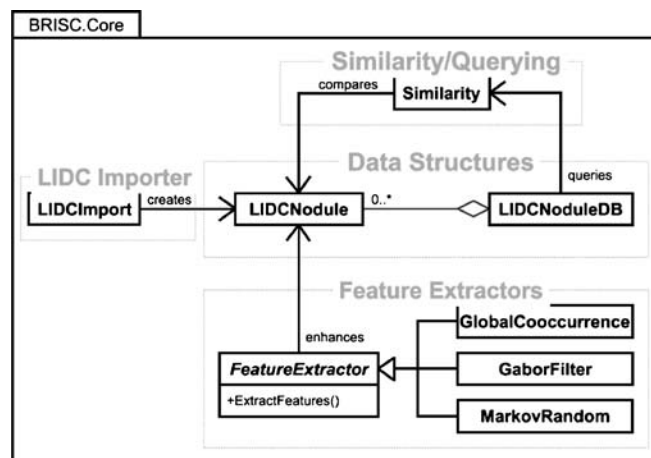 BRISC.Core
Similarity/Querying
compares
Similarity
LIDC Importer
Data Structures
queries
LIDCImport
creates
LIDCNodule
0..*
LIDCNoduleDB
Feature Extractors
enhances
GlobalCooccurrence
FeatureExtractor
GaborFilter
+ExtractFeatures()
MarkovRandom